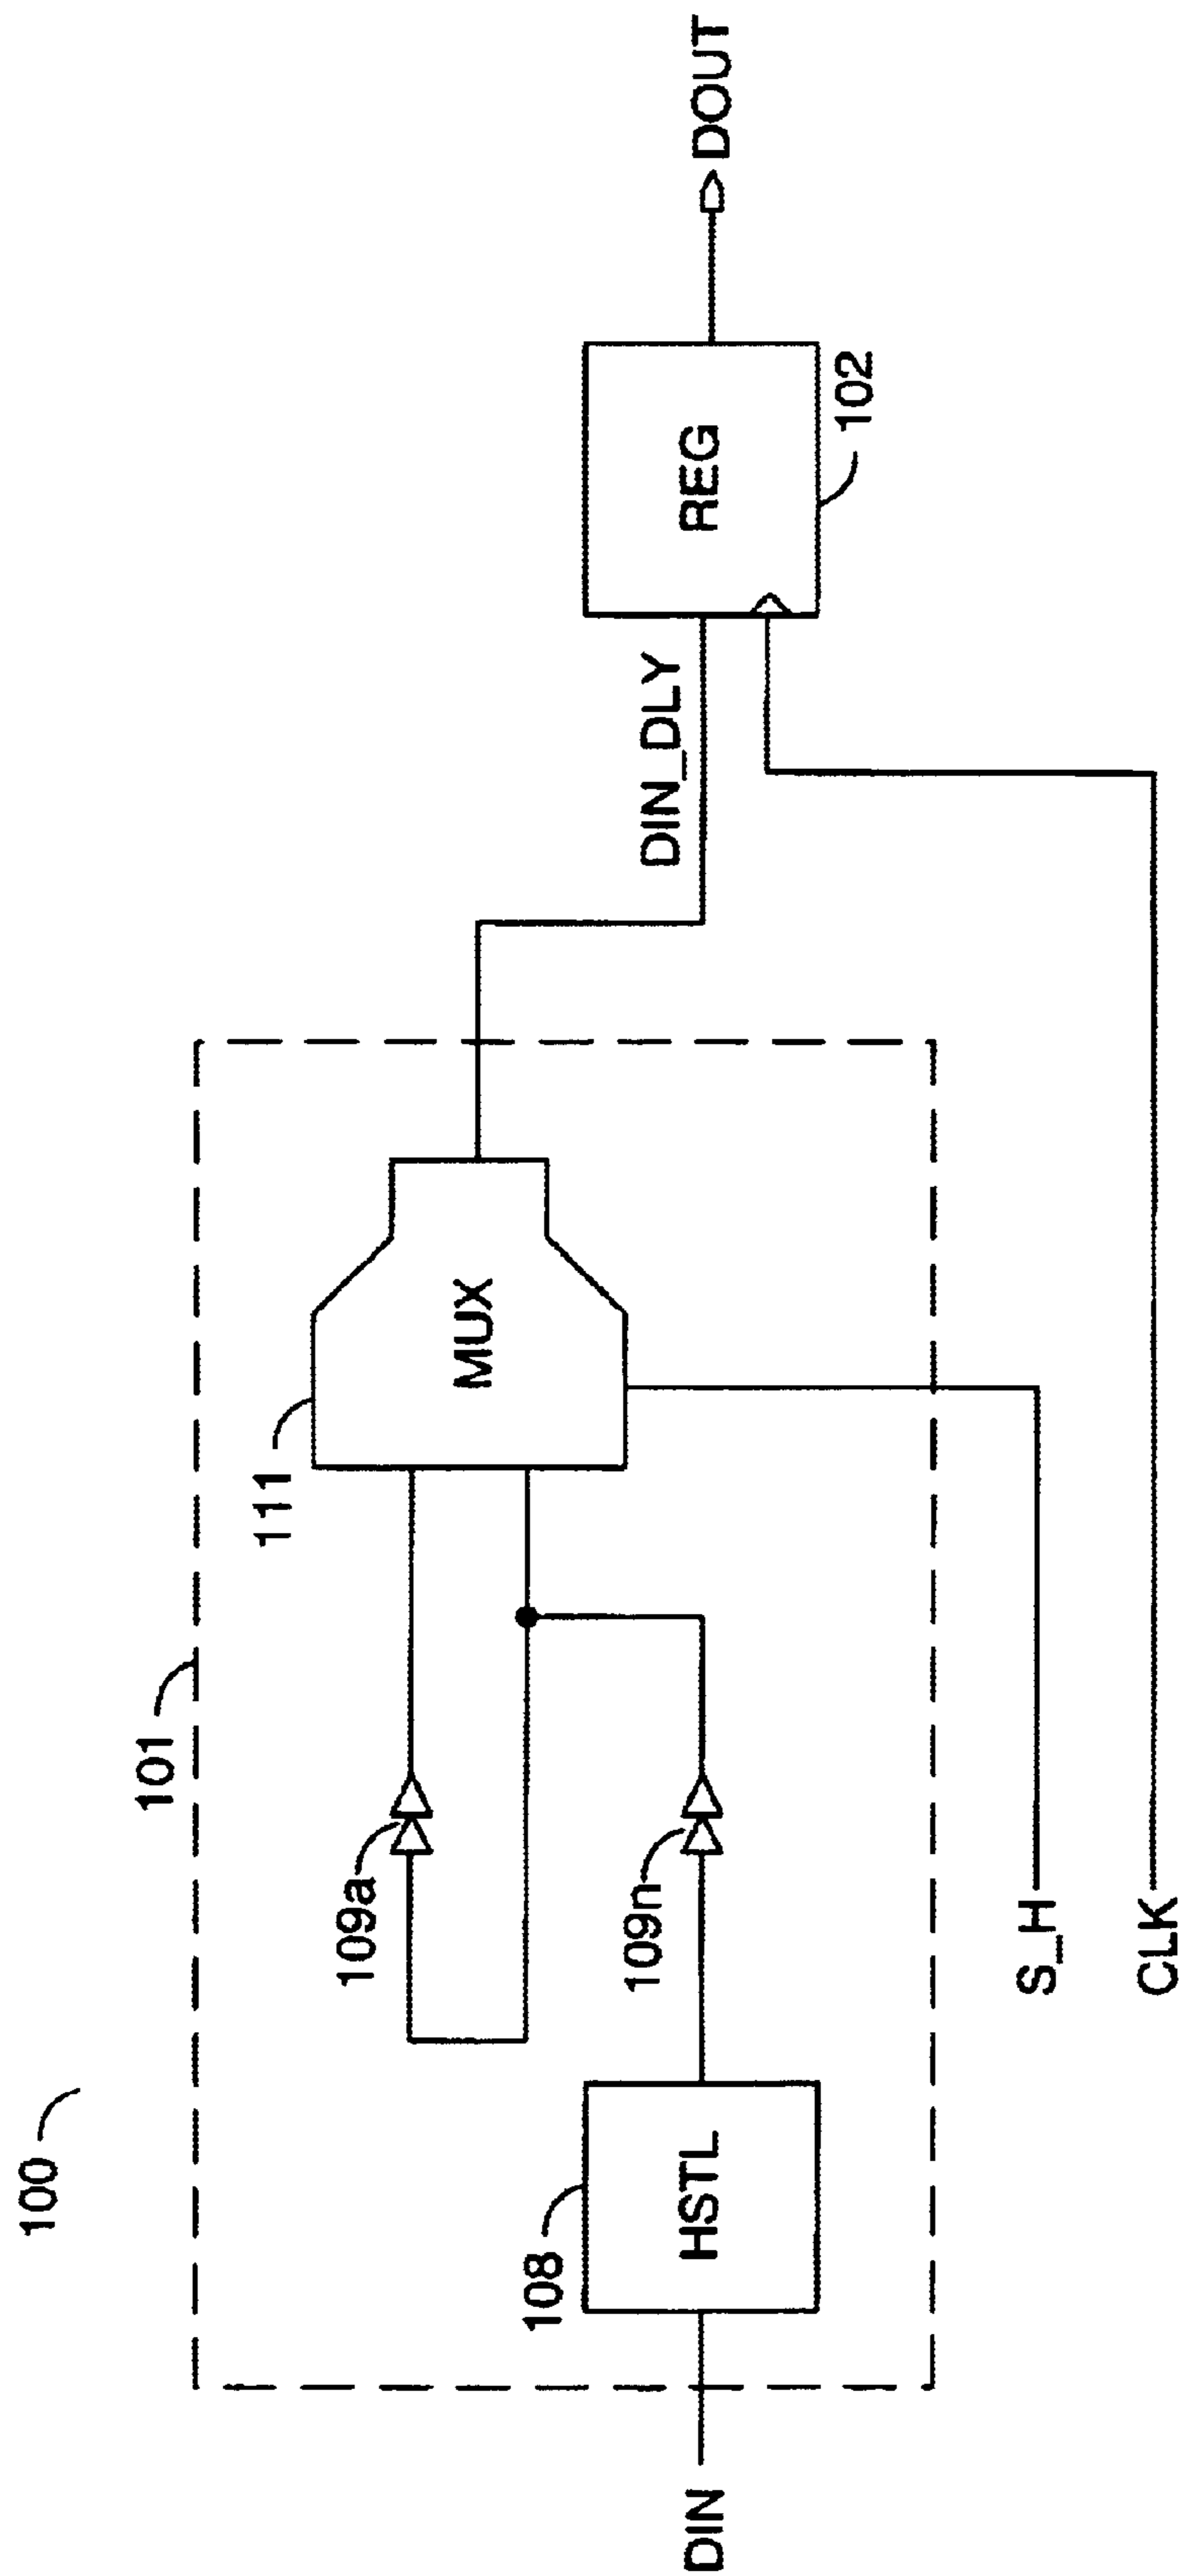 100
101
111
109a
MUX
109n
108
HSTL
DIN
DIN_DLY
REG
102
DOUT
S_H
CLK